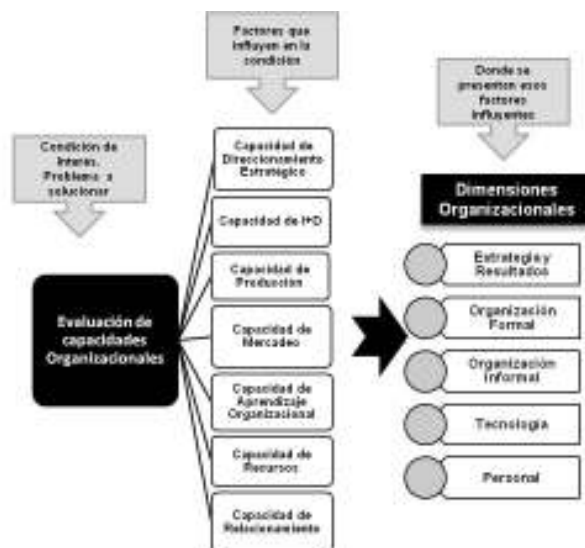 Factores que
influyen en la
condición
Donde se
presentan esos
factores
influyentes
Condición de
Interés.
Problema a
solucionar
Capacidad de
Direccionamiento
Estratégico
Capacidad de I+D
Capacidad de
Producción
Capacidad de
Mercadeo
Capacidad de
Aprendizaje
Organizacional
Capacidad de
Recursos
Capacidad de
Relacionamiento
Evaluación de
capacidades
Organizacionales
Dimensiones
Organizacionales
Estrategia y
Resultados
Organización
Formal
Organización
Informal
Tecnología
Personal